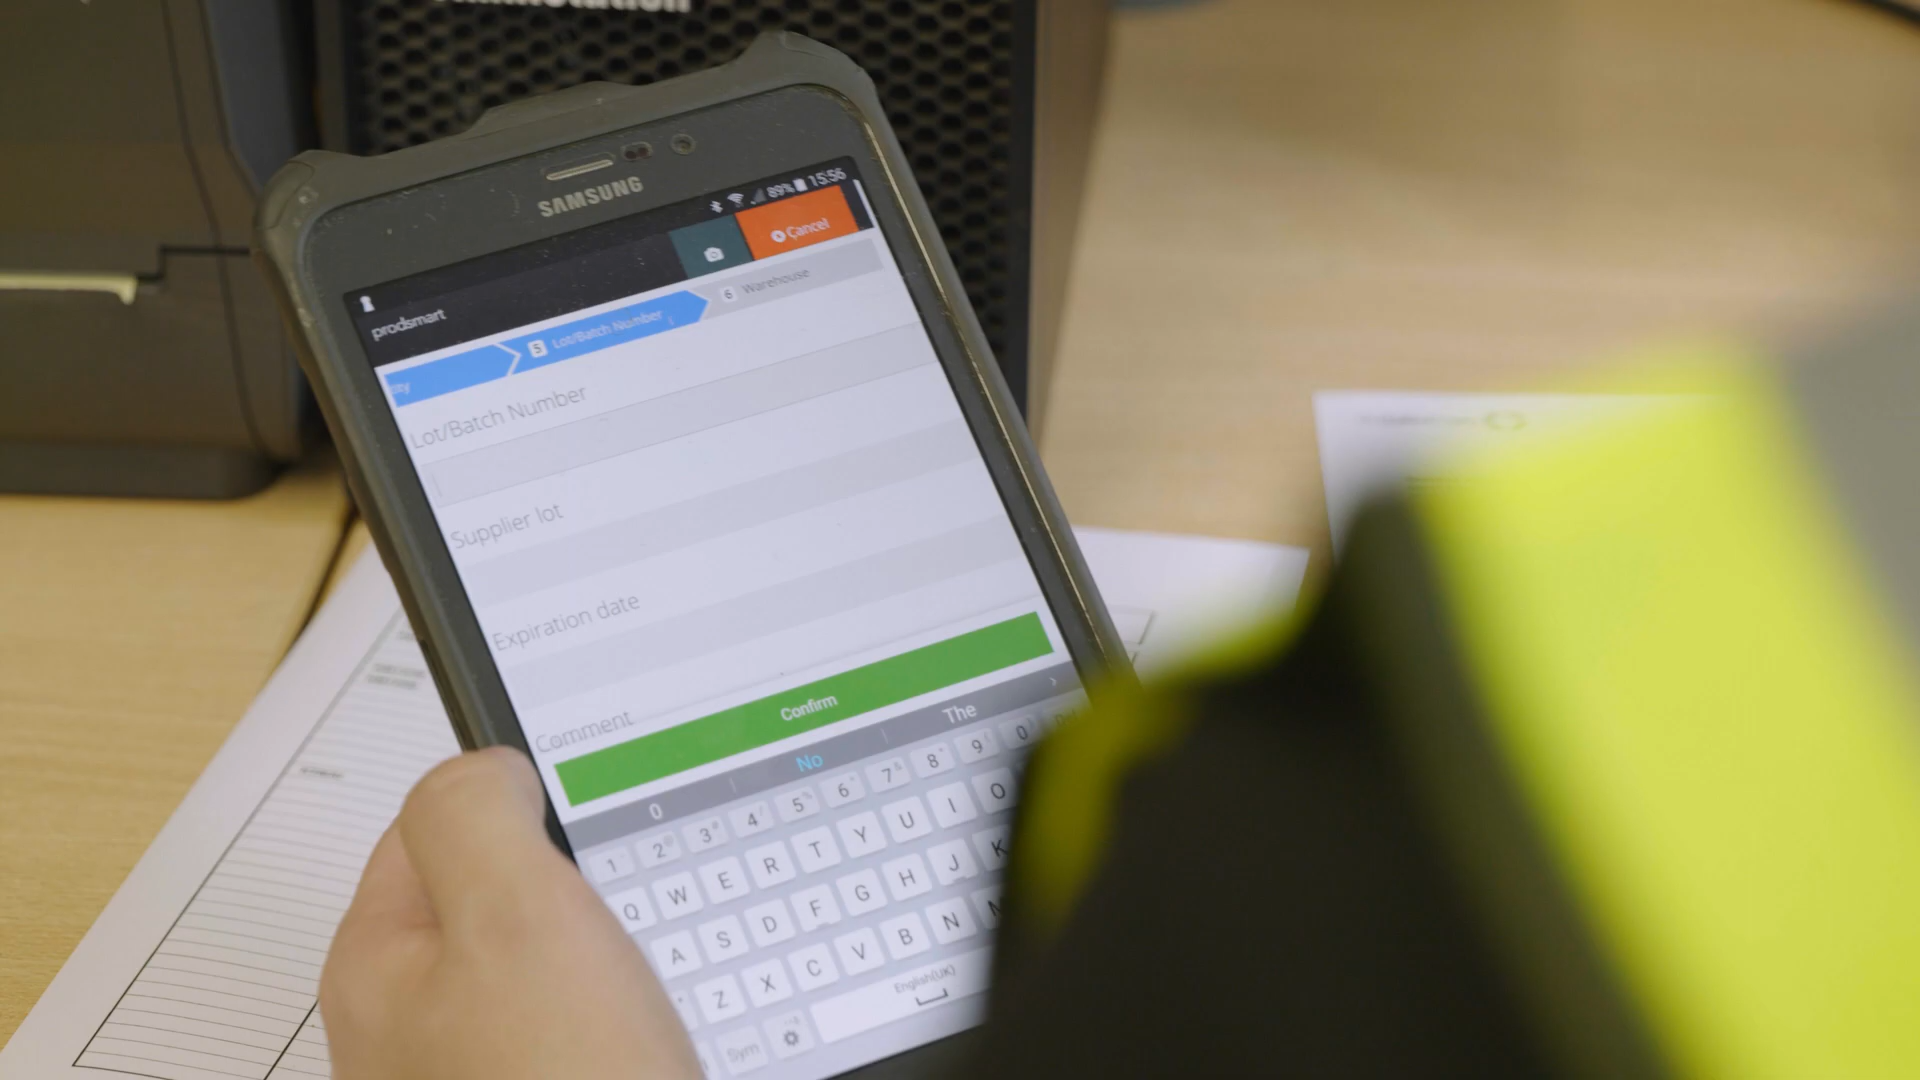 SAMSUNG
89% 15:56
Cancel
prodsmart
5 Lot/Batch Number
6 Warehouse
Lot/Batch Number
Supplier lot
Expiration date
Comment
Confirm
0 No The
1 2 3 4 5 6 7 8 9 0
Q W E R T Y U I O
A S D F G H J K
Z X C V B N M
Sym
English(UK)